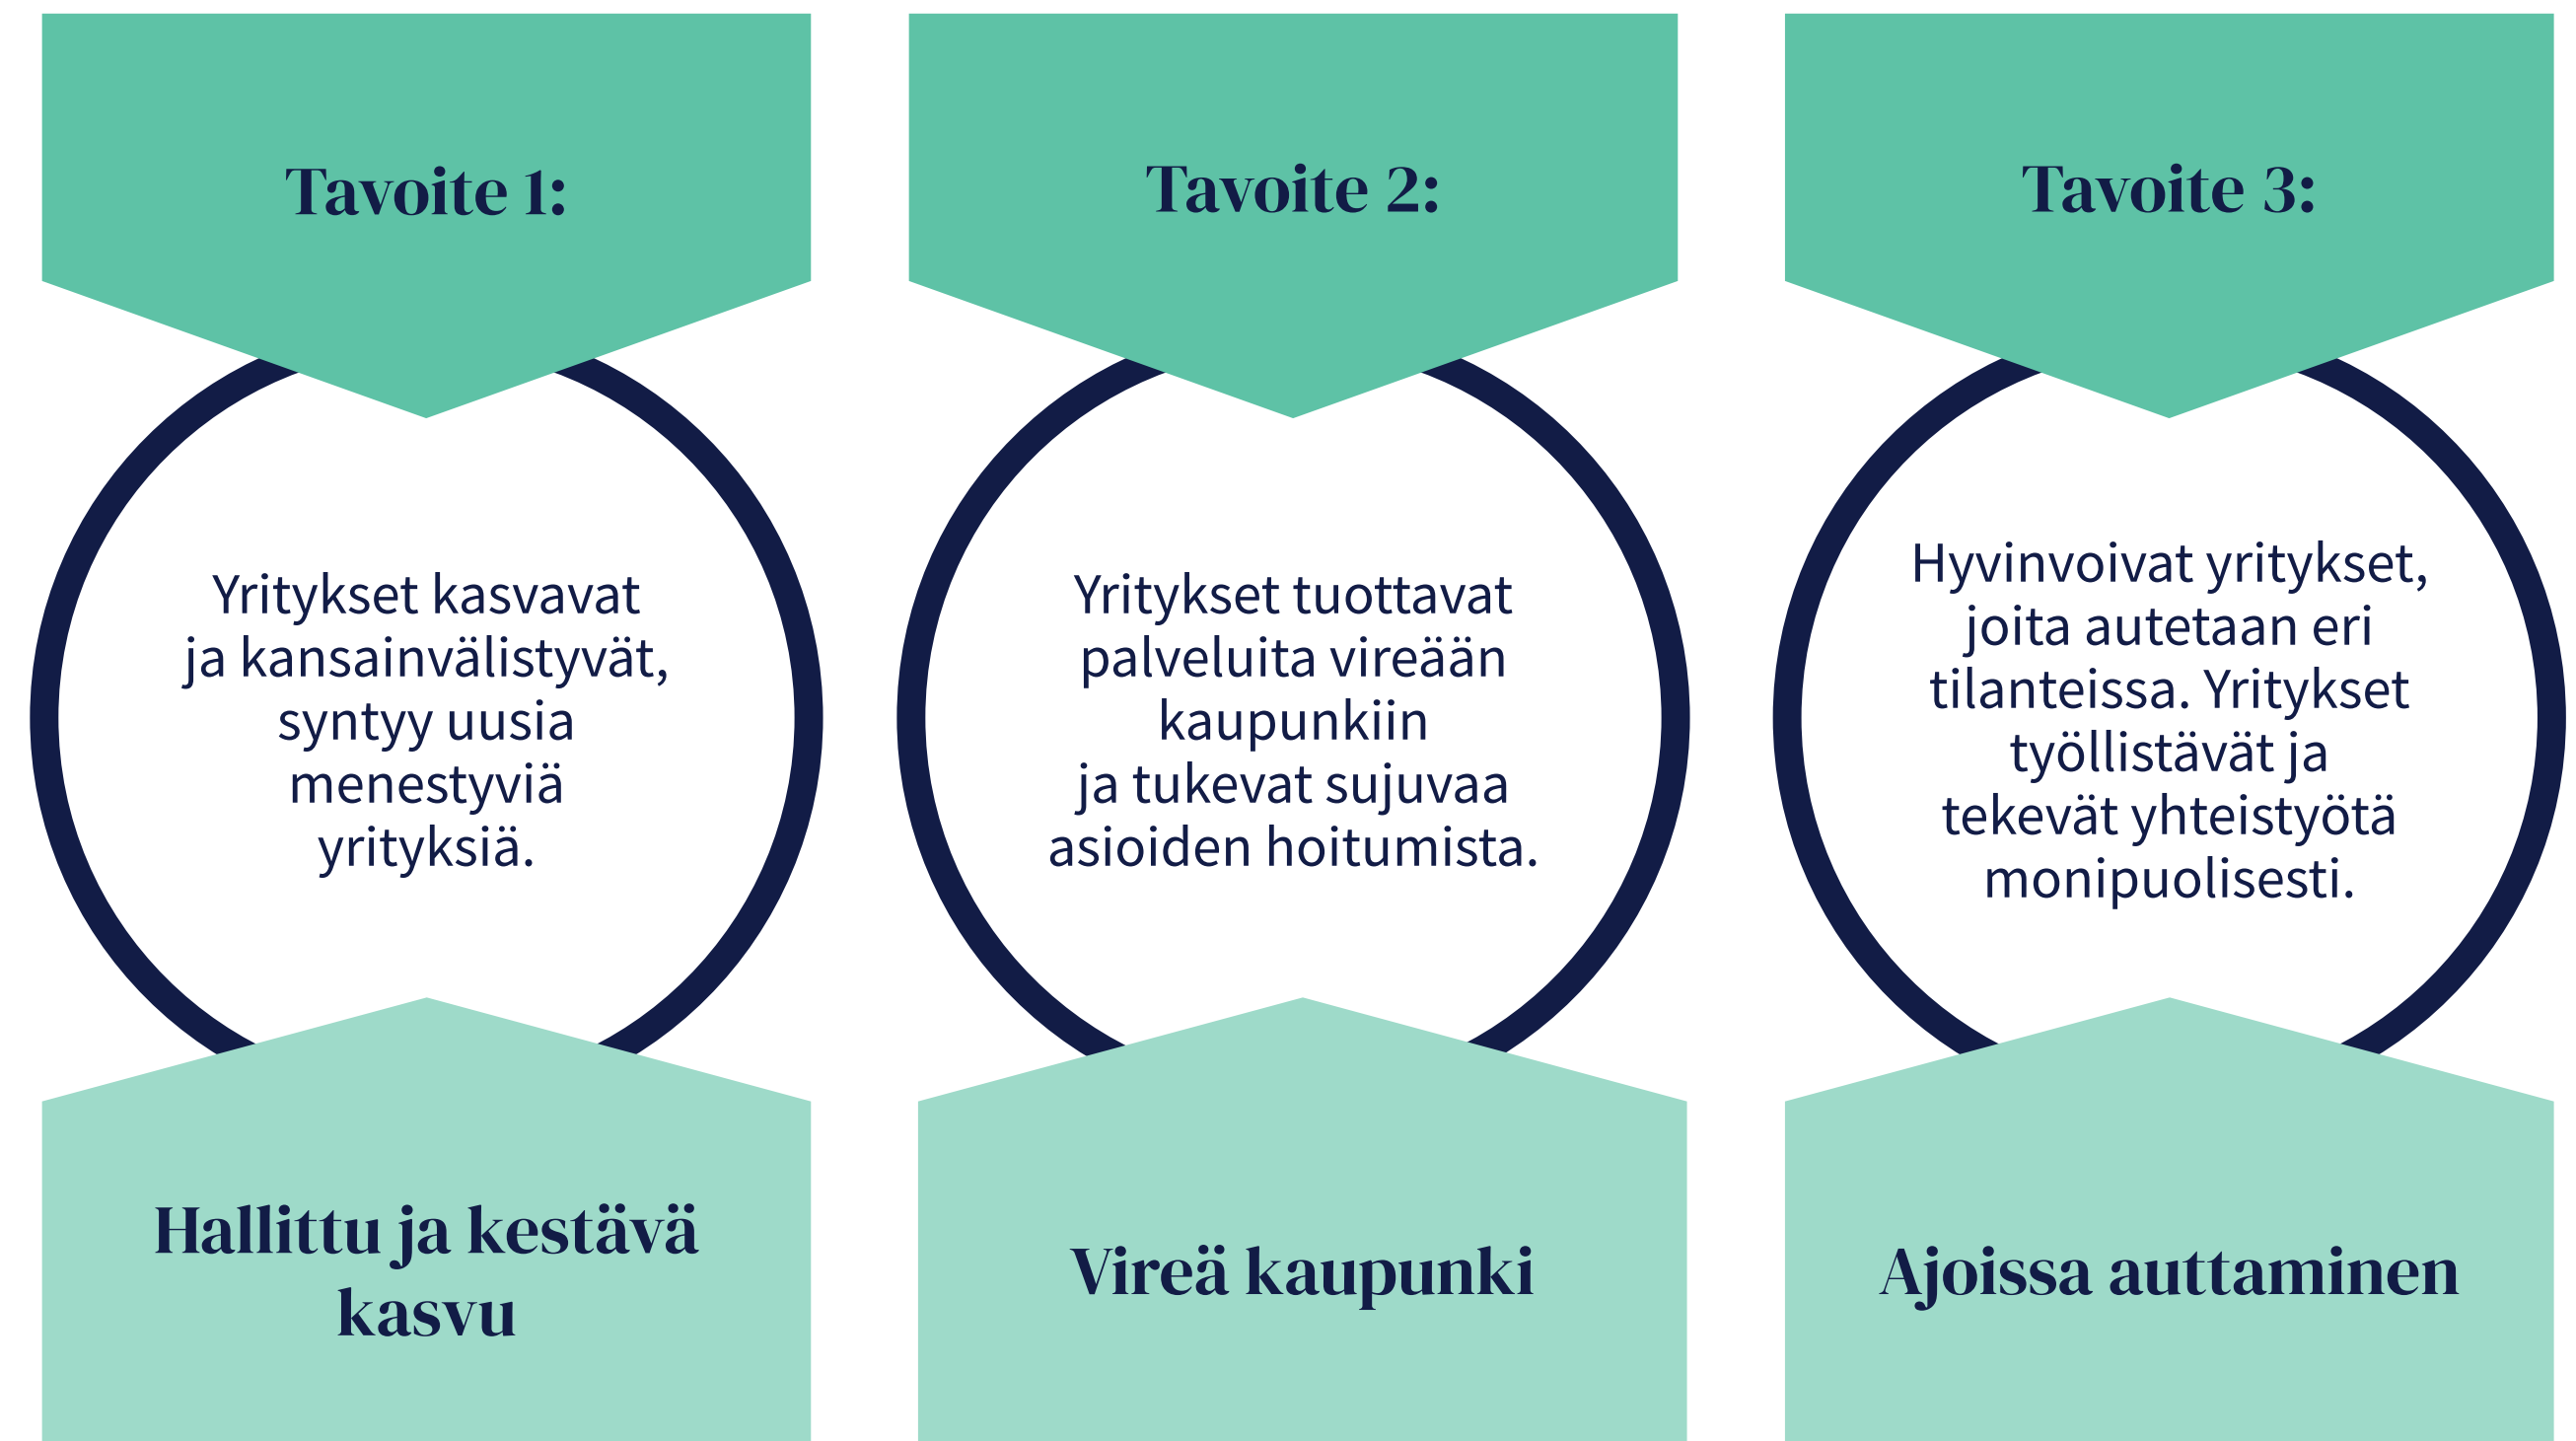 Tavoite 1:
Yritykset kasvavat
ja kansainvälistyvät,
syntyy uusia
menestyviä
yrityksiä.
Hallittu ja kestävä
kasvu
Tavoite 2:
Yritykset tuottavat
palveluita vireään
kaupunkiin
ja tukevat sujuvaa
asioiden hoitumista.
Vireä kaupunki
Tavoite 3:
Hyvinvoivat yritykset,
joita autetaan eri
tilanteissa. Yritykset
työllistävät ja
tekevät yhteistyötä
monipuolisesti.
Ajoissa auttaminen